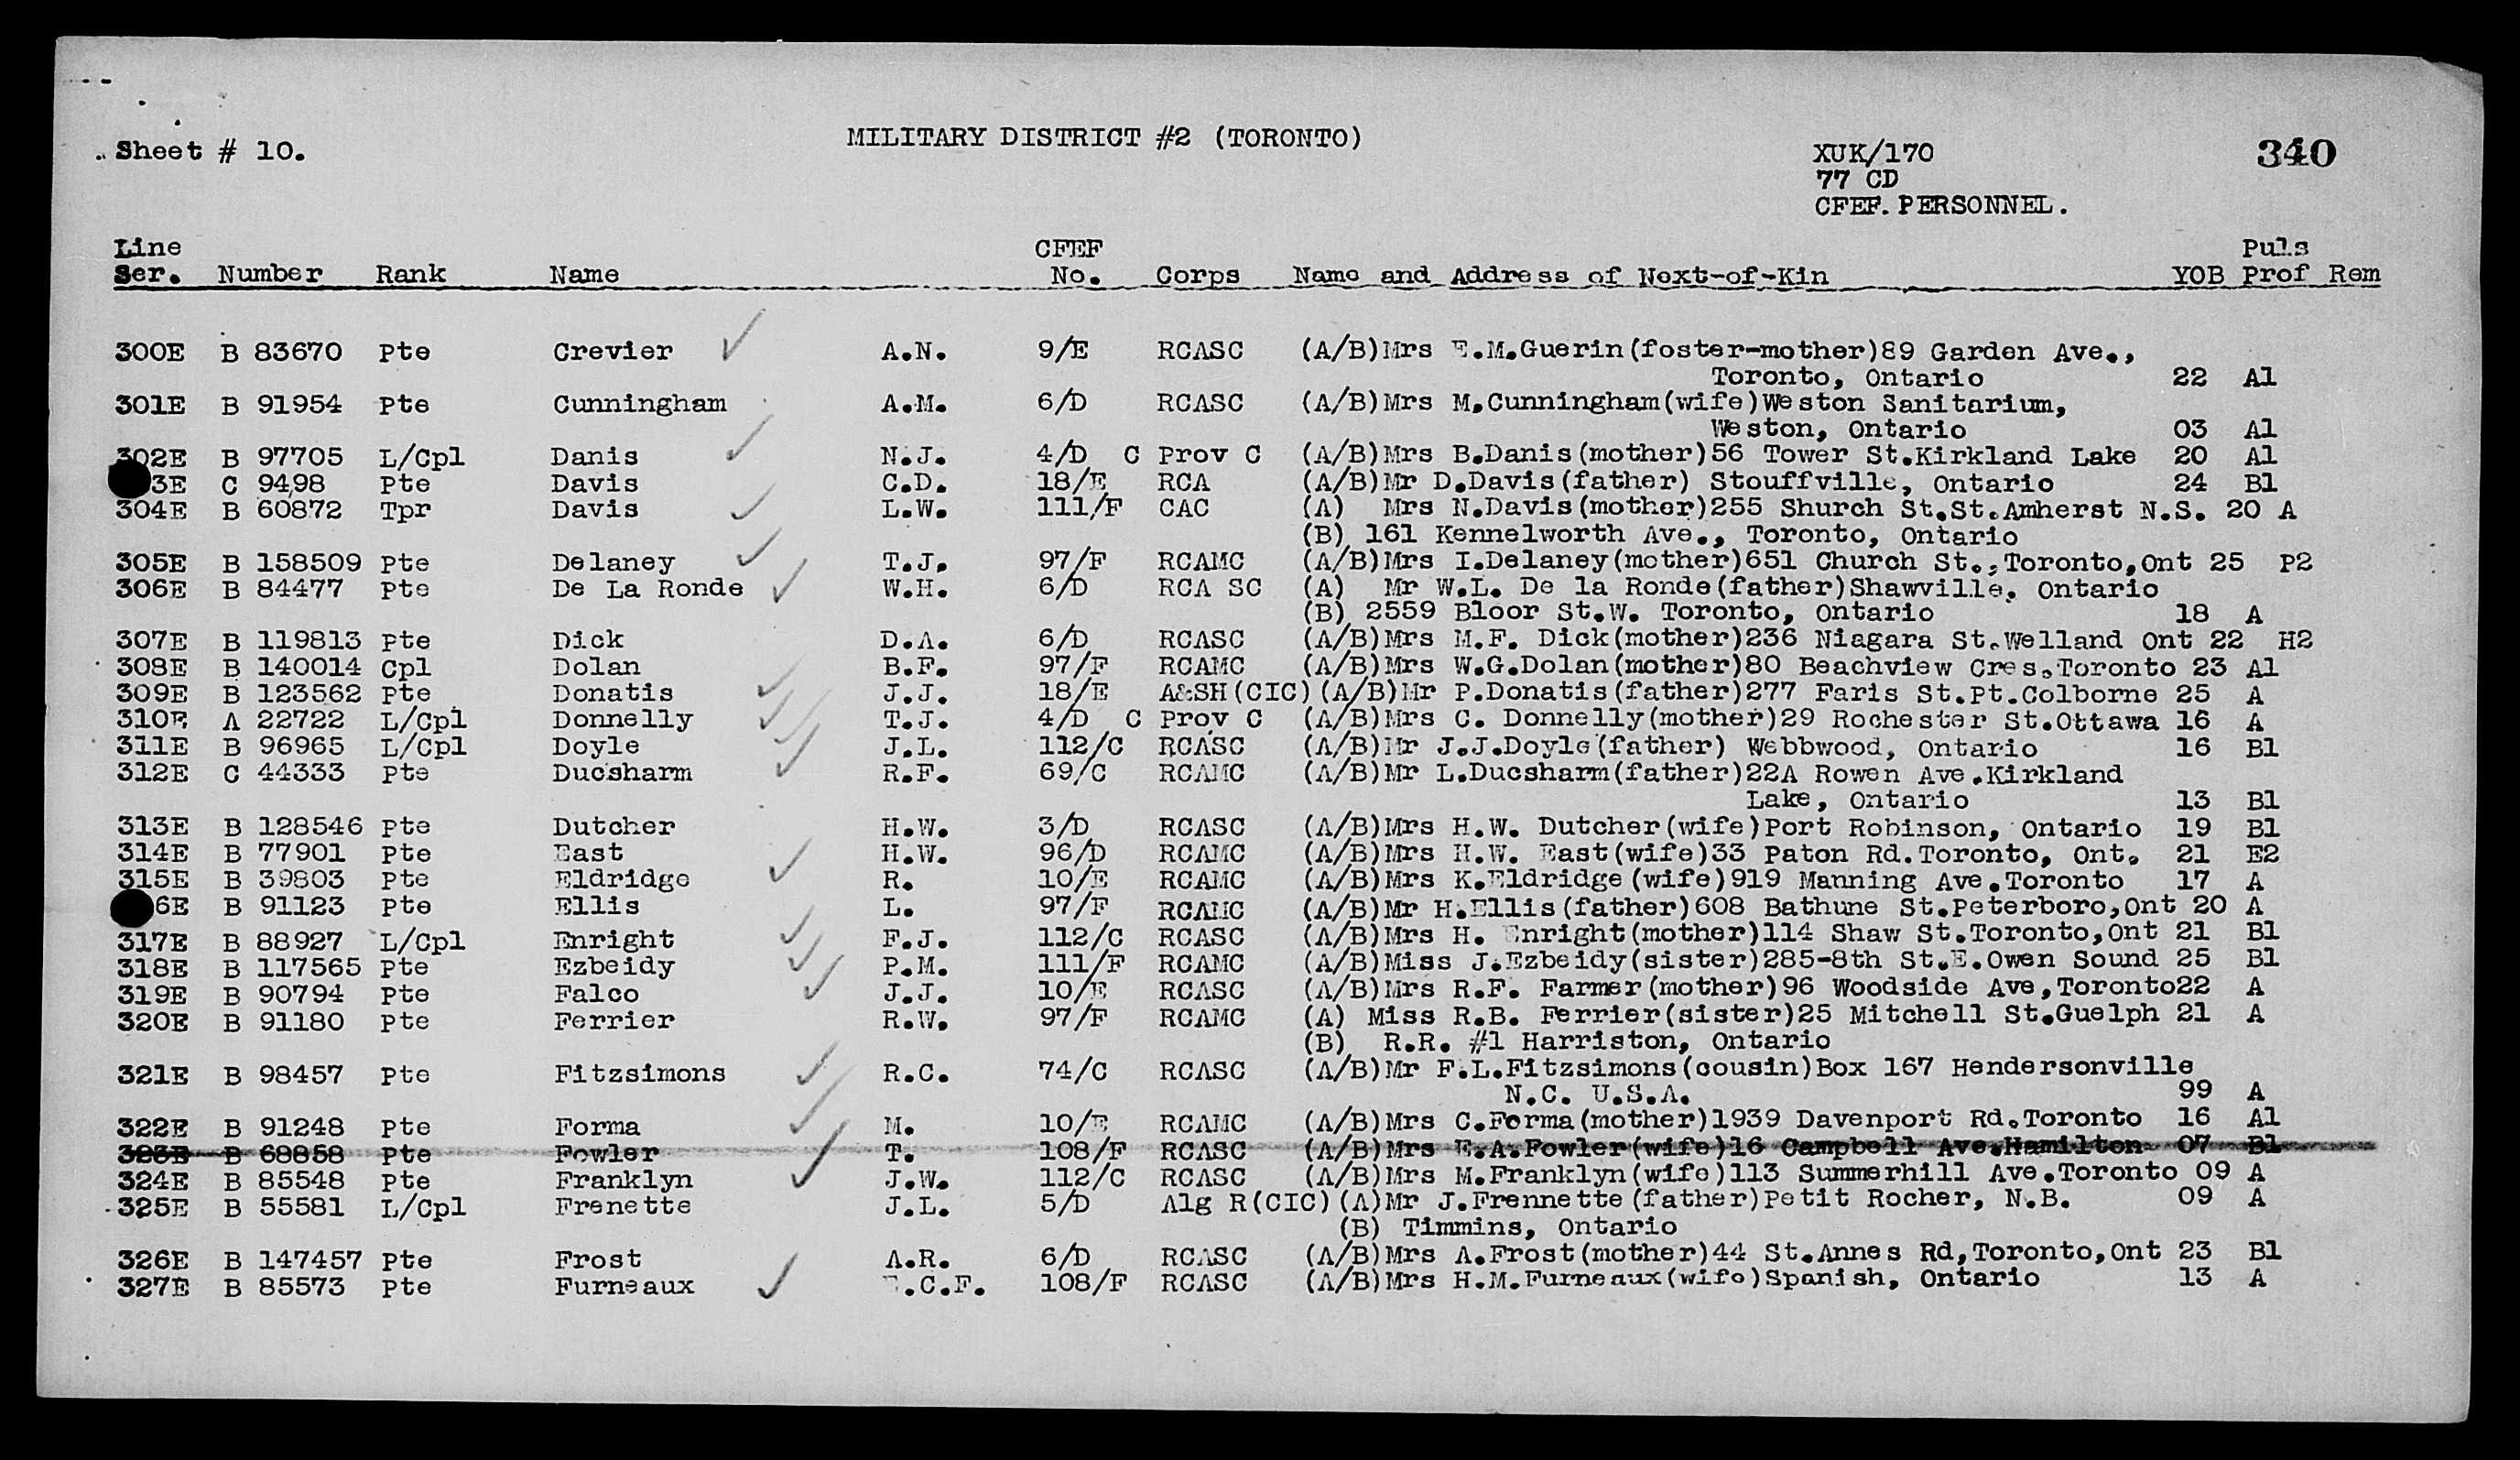 Sheet # 10.
MILITARY DISTRICT #2 (TORONTO)
XUK/170
340
77 CD
CFEF. PERSONNEL.
Line CFEF Puls
Ser. Number Rank Name No. Corps Name and Address of Next-of-Kin YOB Prof Rem
300E B 83670 Pte Crevier A.N. 9/E RCASC (A/B)Mrs E.M.Guerin(foster-mother)89 Garden Ave.,
Toronto, Ontario 22 A1
301E B 91954 Pte Cunningham A.M. 6/D RCASC (A/B)Mrs M.Cunningham(wife)Weston Sanitarium,
Weston, Ontario 03 A1
302E B 97705 L/Cpl Danis N.J. 4/D C Prov C (A/B)Mrs B.Danis(mother)56 Tower St.Kirkland Lake 20 A1
3E C 9498 Pte Davis C.D. 18/E RCA (A/B)Mr D.Davis(father) Stouffville, Ontario 24 B1
304E B 60872 Tpr Davis L.W. 111/F CAC (A) Mrs N.Davis(mother)255 Shurch St.St.Amherst N.S. 20 A
(B) 161 Kennelworth Ave., Toronto, Ontario
305E B 158509 Pte Delaney T.J. 97/F RCAMC (A/B)Mrs I.Delaney(mother)651 Church St.,Toronto,Ont 25 P2
306E B 84477 Pte De La Ronde W.H. 6/D RCA SC (A) Mr W.L. De la Ronde(father)Shawville, Ontario
(B) 2559 Bloor St.W. Toronto, Ontario 18 A
307E B 119813 Pte Dick D.A. 6/D RCASC (A/B)Mrs M.F. Dick(mother)236 Niagara St.Welland Ont 22 H2
308E B 140014 Cpl Dolan B.F. 97/F RCAMC (A/B)Mrs W.G.Dolan(mother)80 Beachview Cres.Toronto 23 A1
309E B 123562 Pte Donatis J.J. 18/E A&SH(CIC)(A/B)Mr P.Donatis(father)277 Faris St.Pt.Colborne 25 A
310E A 22722 L/Cpl Donnelly T.J. 4/D C Prov C (A/B)Mrs C. Donnelly(mother)29 Rochester St.Ottawa 16 A
311E B 96965 L/Cpl Doyle J.L. 112/C RCASC (A/B)Mr J.J.Doyle(father) Webbwood, Ontario 16 B1
312E C 44333 Pte Ducsharm R.F. 69/C RCAMC (A/B)Mr L.Ducsharm(father)22A Rowen Ave.Kirkland
Lake, Ontario 13 B1
313E B 128546 Pte Dutcher H.W. 3/D RCASC (A/B)Mrs H.W. Dutcher(wife)Port Robinson, Ontario 19 B1
314E B 77901 Pte East H.W. 96/D RCAMC (A/B)Mrs H.W. East(wife)33 Paton Rd.Toronto, Ont. 21 E2
315E B 39803 Pte Eldridge R. 10/E RCAMC (A/B)Mrs K.Eldridge(wife)919 Manning Ave.Toronto 17 A
6E B 91123 Pte Ellis L. 97/F RCAMC (A/B)Mr H.Ellis(father)608 Bathune St.Peterboro,Ont 20 A
317E B 88927 L/Cpl Enright F.J. 112/C RCASC (A/B)Mrs H. Enright(mother)114 Shaw St.Toronto,Ont 21 B1
318E B 117565 Pte Ezbeidy P.M. 111/F RCAMC (A/B)Miss J.Ezbeidy(sister)285-8th St.E.Owen Sound 25 B1
319E B 90794 Pte Falco J.J. 10/E RCASC (A/B)Mrs R.F. Farmer(mother)96 Woodside Ave,Toronto22 A
320E B 91180 Pte Ferrier R.W. 97/F RCAMC (A) Miss R.B. Ferrier(sister)25 Mitchell St.Guelph 21 A
(B) R.R. #1 Harriston, Ontario
321E B 98457 Pte Fitzsimons R.C. 74/C RCASC (A/B)Mr F.L.Fitzsimons(cousin)Box 167 Hendersonville
N.C. U.S.A. 99 A
322E B 91248 Pte Forma M. 10/E RCAMC (A/B)Mrs C.Forma(mother)1939 Davenport Rd.Toronto 16 A1
323E B 68858 Pte Fowler T. 108/F RCASC (A/B)Mrs E.A.Fowler(wife)16 Campbell Ave.Hamilton 07 B1
324E B 85548 Pte Franklyn J.W. 112/C RCASC (A/B)Mrs M.Franklyn(wife)113 Summerhill Ave.Toronto 09 A
325E B 55581 L/Cpl Frenette J.L. 5/D Alg R(CIC)(A)Mr J.Frennette(father)Petit Rocher, N.B. 09 A
(B) Timmins, Ontario
326E B 147457 Pte Frost A.R. 6/D RCASC (A/B)Mrs A.Frost(mother)44 St.Annes Rd,Toronto,Ont 23 B1
327E B 85573 Pte Furneaux .C.F. 108/F RCASC (A/B)Mrs H.M.Furneaux(wife)Spanish, Ontario 13 A